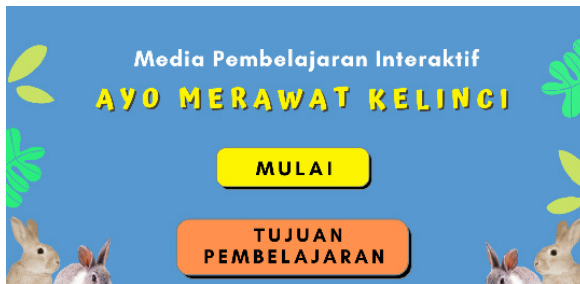 Media Pembelajaran Interaktif
AYO MERAWAT KELINCI
MULAI
TUJUAN
PEMBELAJARAN